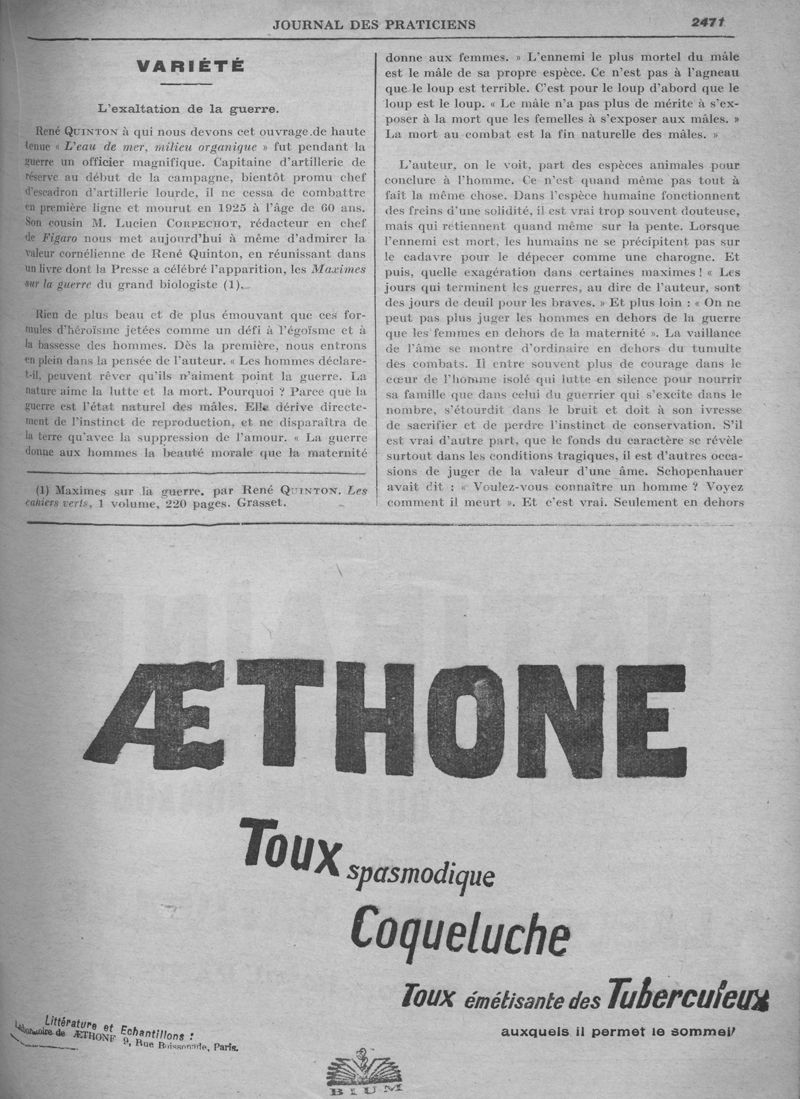 JOURNAL DES PRATICIENS
2471
VARIÉTÉ
L'exaltation de la guerre.
René QUINTON à qui nous devons cet ouvrage.de haute
tenue « L'eau de mer, milieu organique » fut pendant la
guerre un officier magnifique. Capitaine d'artillerie de
réserve au début de la campagne, bientôt promu chef
d'escadron d'artillerie lourde, il ne cessa de combattre
en première ligne et mourut en 1925 à l'âge de 60 ans.
Son cousin M. Lucien CORPECHOT, rédacteur en chef
de Figaro nous met aujourd'hui à même d'admirer la
valeur cornélienne de René Quinton, en réunissant dans
un livre dont la Presse a célébré l'apparition, les Maximes
sur la guerre du grand biologiste (1).
Rien de plus beau et de plus émouvant que ces for-
mules d'héroïsme jetées comme un défi à l'égoïsme et à
la bassesse des hommes. Dès la première, nous entrons
en plein dans la pensée de l'auteur. « Les hommes déclare-
t-il, peuvent rêver qu'ils n'aiment point la guerre. La
nature aime la lutte et la mort. Pourquoi ? Parce que la
guerre est l'état naturel des mâles. Elle dérive directe-
ment de l'instinct de reproduction, et ne disparaîtra de
la terre qu'avec la suppression de l'amour. « La guerre
donne aux hommes la beauté morale que la maternité
(1) Maximes sur la guerre. par René QUINTON. Les
cahiers verts, 1 volume, 220 pages. Grasset.
donne aux femmes. » L'ennemi le plus mortel du mâle
est le mâle de sa propre espèce. Ce n'est pas à l'agneau
que le loup est terrible. C'est pour le loup d'abord que le
loup est le loup. « Le mâle n'a pas plus de mérite à s'ex-
poser à la mort que les femelles à s'exposer aux mâles. »
La mort au combat est la fin naturelle des mâles. »
L'auteur, on le voit, part des espèces animales pour
conclure à l'homme. Ce n'est quand même pas tout à
fait la même chose. Dans l'espèce humaine fonctionnent
des freins d'une solidité, il est vrai trop souvent douteuse,
mais qui retiennent quand même sur la pente. Lorsque
l'ennemi est mort, les humains ne se précipitent pas sur
le cadavre pour le dépecer comme une charogne. Et
puis, quelle exagération dans certaines maximes ! « Les
jours qui terminent les guerres, au dire de l'auteur, sont
des jours de deuil pour les braves. » Et plus loin : « On ne
peut pas plus juger les hommes en dehors de la guerre
que les femmes en dehors de la maternité ». La vaillance
de l'âme se montre d'ordinaire en dehors du tumulte
des combats. Il entre souvent plus de courage dans le
cœur de l'homme isolé qui lutte en silence pour nourrir
sa famille que dans celui du guerrier qui s'excite dans le
nombre, s'étourdit dans le bruit et doit à son ivresse
de sacrifier et de perdre l'instinct de conservation. S'il
est vrai d'autre part, que le fonds du caractère se révèle
surtout dans les conditions tragiques, il est d'autres occa-
sions de juger de la valeur d'une âme. Schopenhauer
avait dit : « Voulez-vous connaître un homme ? Voyez
comment il meurt ». Et c'est vrai. Seulement en dehors
ÆTHONE
Toux spasmodique
Coqueluche
Toux émétisante des Tuberculeux
auxquels il permet le sommeil
Littérature et Echantillons :
Laboratoire de ÆTHONE 9, Rue Boissonade, Paris.
BIUM